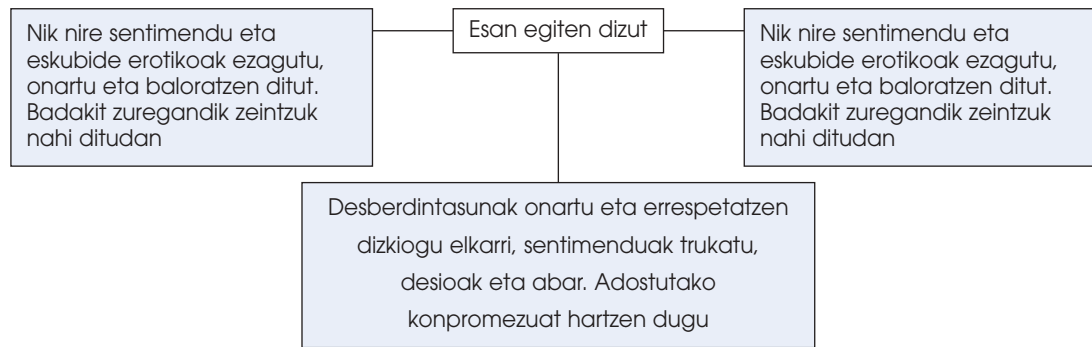 Nik nire sentimendu eta
eskubide erotikoak ezagutu,
onartu eta baloratzen ditut.
Badakit zuregandik zeintzuk
nahi ditudan
Esan egiten dizut
Nik nire sentimendu eta
eskubide erotikoak ezagutu,
onartu eta baloratzen ditut.
Badakit zuregandik zeintzuk
nahi ditudan
Desberdintasunak onartu eta errespetatzen
dizkiogu elkarri, sentimenduak trukatu,
desioak eta abar. Adostutako
konpromezuat hartzen dugu